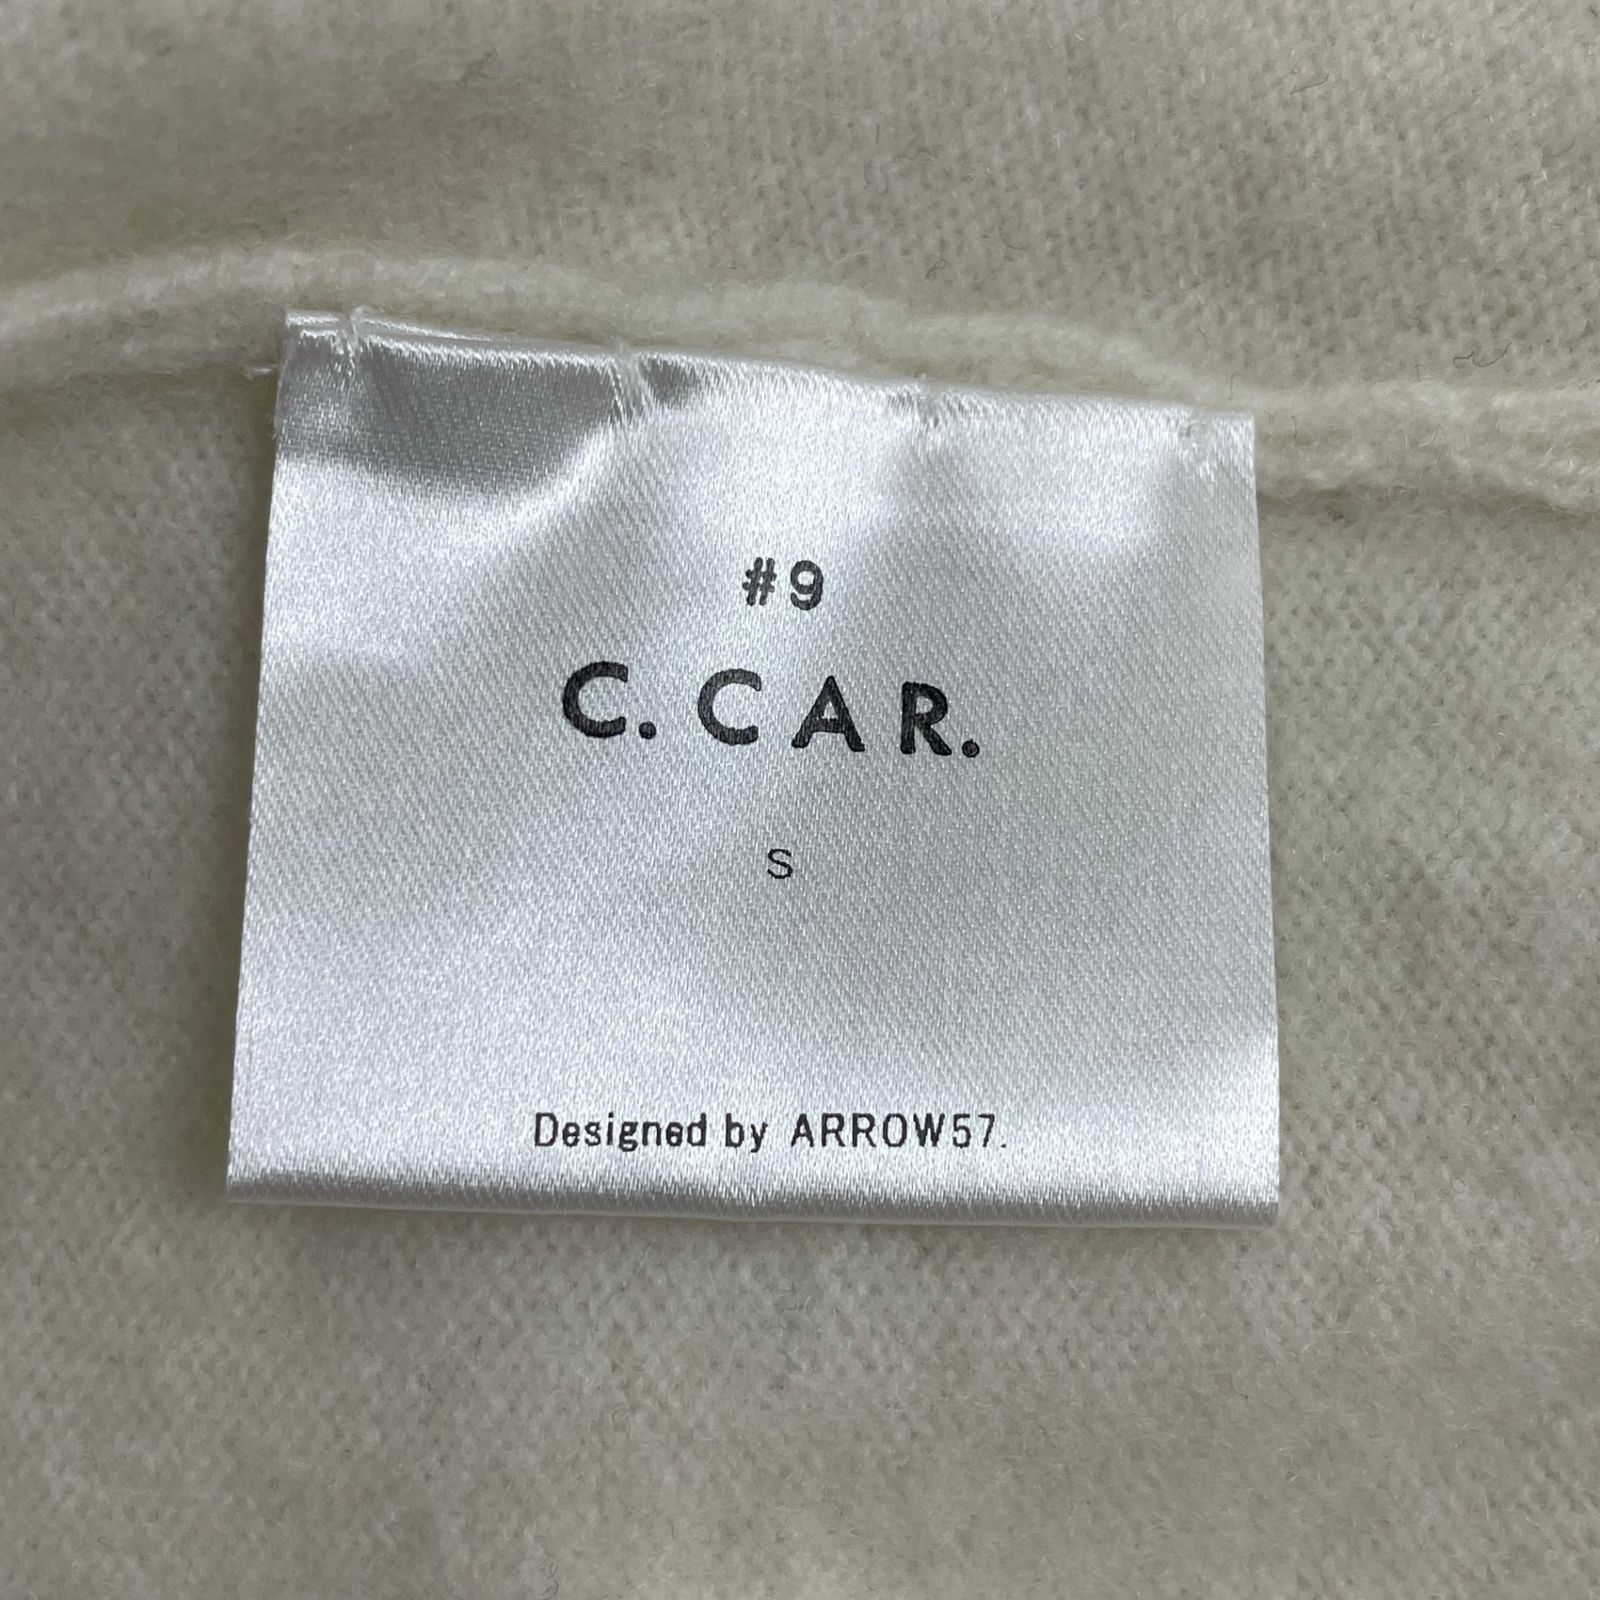 #9
C. CAR.
S
Designed by ARROW57.